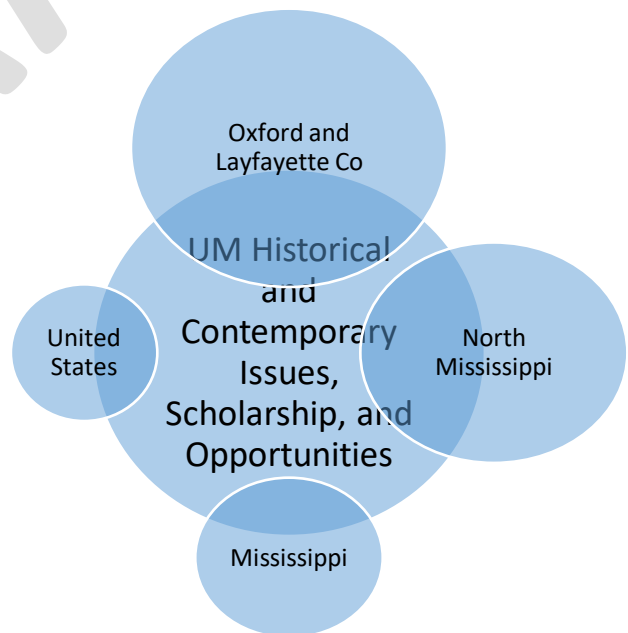 Oxford and
Layfayette Co
UM Historical
and
Contemporary
Issues,
Scholarship, and
Opportunities
United
States
North
Mississippi
Mississippi